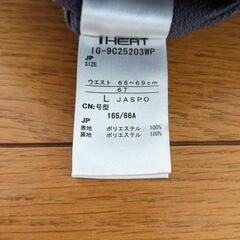 IHEAT
IG-9C25203WP
JP
SIZE
ウエスト 65～69cm
67
L JASPO
CN:号型
165/66A
JP
表地 ポリエステル 100%
裏地 ポリエステル 100%